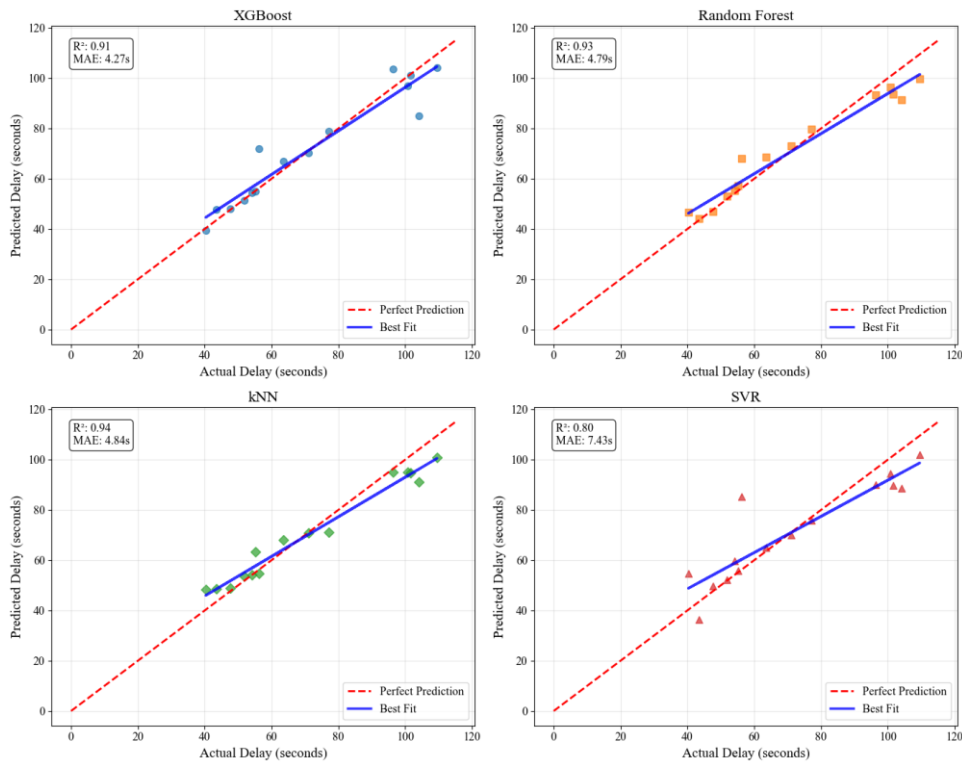 XGBoost
R²: 0.91
MAE: 4.27s
120
100
80
60
40
20
0
Predicted Delay (seconds)
Perfect Prediction
Best Fit
0 20 40 60 80 100 120
Actual Delay (seconds)
Random Forest
R²: 0.93
MAE: 4.79s
120
100
80
60
40
20
0
Predicted Delay (seconds)
Perfect Prediction
Best Fit
0 20 40 60 80 100 120
Actual Delay (seconds)
kNN
R²: 0.94
MAE: 4.84s
120
100
80
60
40
20
0
Predicted Delay (seconds)
Perfect Prediction
Best Fit
0 20 40 60 80 100 120
Actual Delay (seconds)
SVR
R²: 0.80
MAE: 7.43s
120
100
80
60
40
20
0
Predicted Delay (seconds)
Perfect Prediction
Best Fit
0 20 40 60 80 100 120
Actual Delay (seconds)